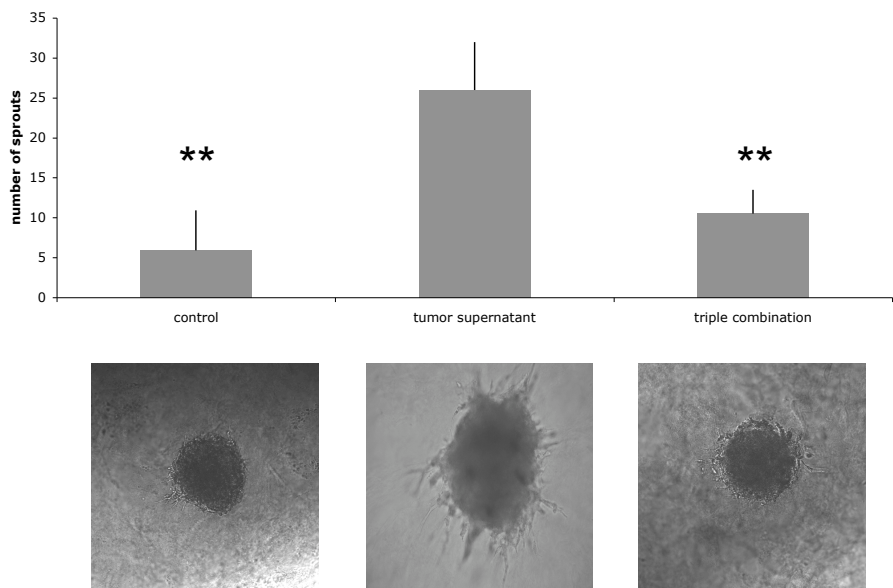 35
30
25
20
15
10
5
0
number of sprouts
**
**
control
tumor supernatant
triple combination